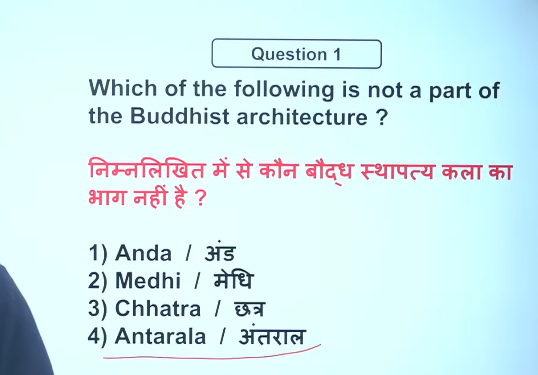 Question 1
Which of the following is not a part of
the Buddhist architecture ?
निम्नलिखित में से कौन बौद्ध स्थापत्य कला का
भाग नहीं है ?
1) Anda / अंड
2) Medhi / मेधि
3) Chhatra / छत्र
4) Antarala / अंतराल